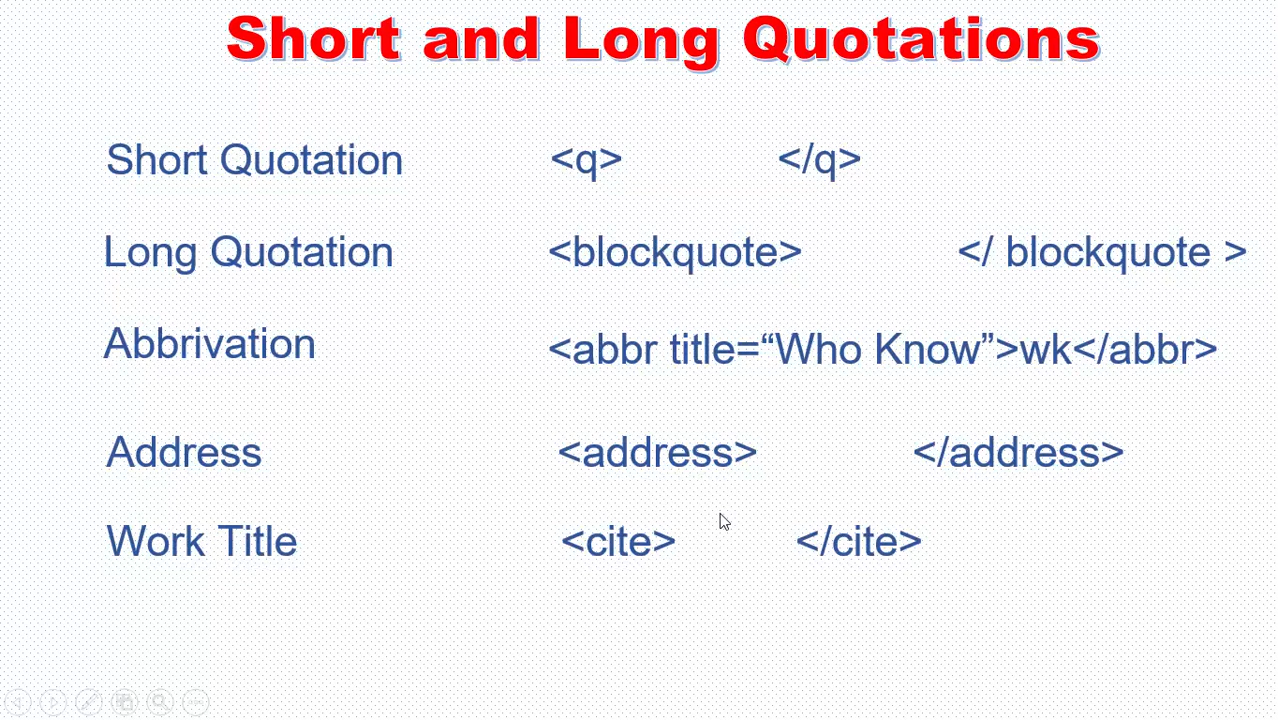 Short and Long Quotations
Short Quotation <q> </q>
Long Quotation <blockquote> </ blockquote >
Abbrivation <abbr title=“Who Know”>wk</abbr>
Address <address> </address>
Work Title <cite> </cite>